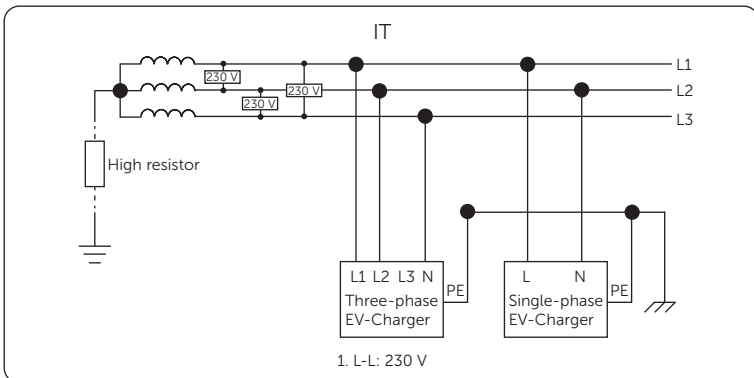 IT
L1
230 V
L2
230 V
230 V
L3
High resistor
L1 L2 L3 N
PE
Three-phase
EV-Charger
L N
PE
Single-phase
EV-Charger
1. L-L: 230 V